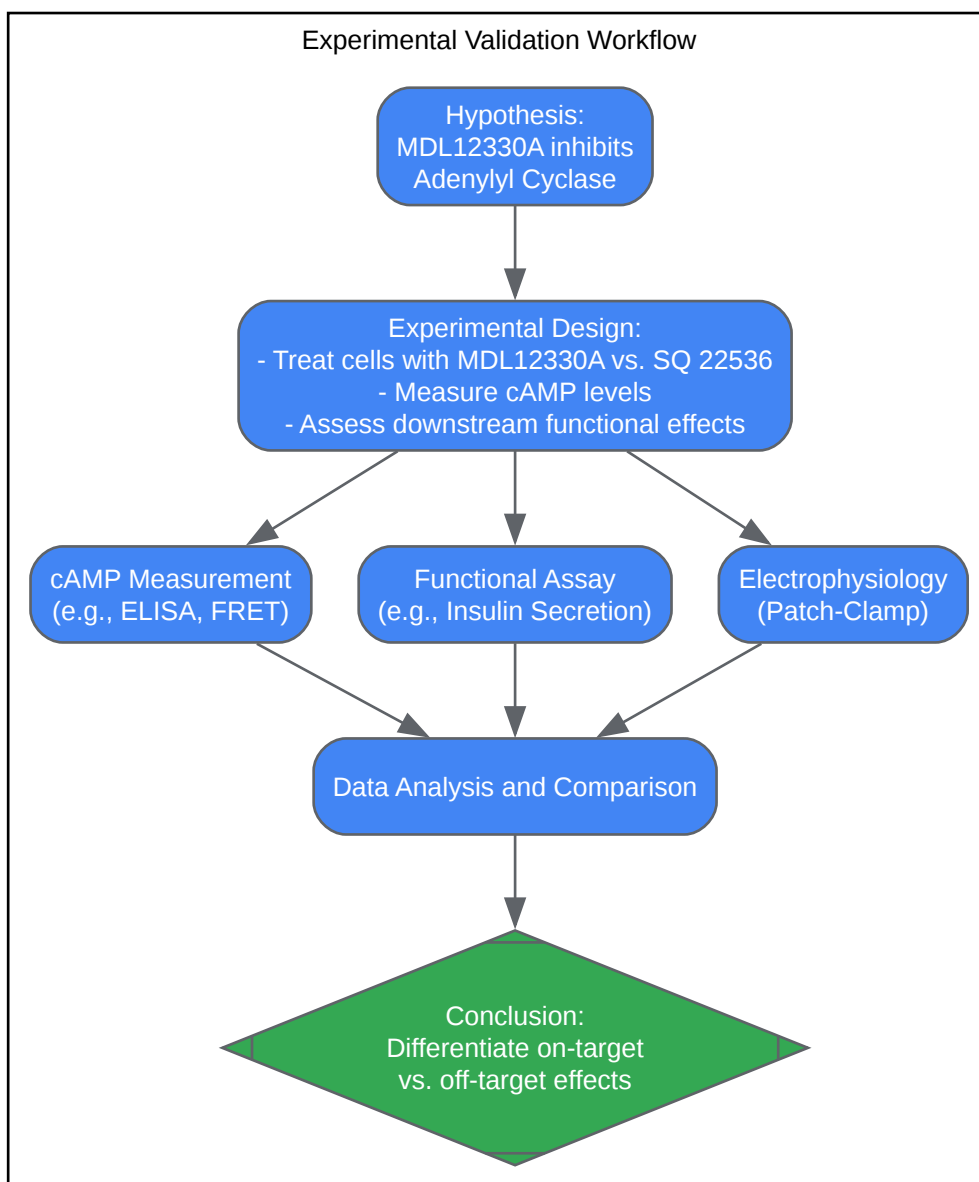 Experimental Validation Workflow
Hypothesis:
MDL12330A inhibits
Adenylyl Cyclase
Experimental Design:
- Treat cells with MDL12330A vs. SQ 22536
- Measure cAMP levels
- Assess downstream functional effects
cAMP Measurement
(e.g., ELISA, FRET)
Functional Assay
(e.g., Insulin Secretion)
Electrophysiology
(Patch-Clamp)
Data Analysis and Comparison
Conclusion:
Differentiate on-target
vs. off-target effects